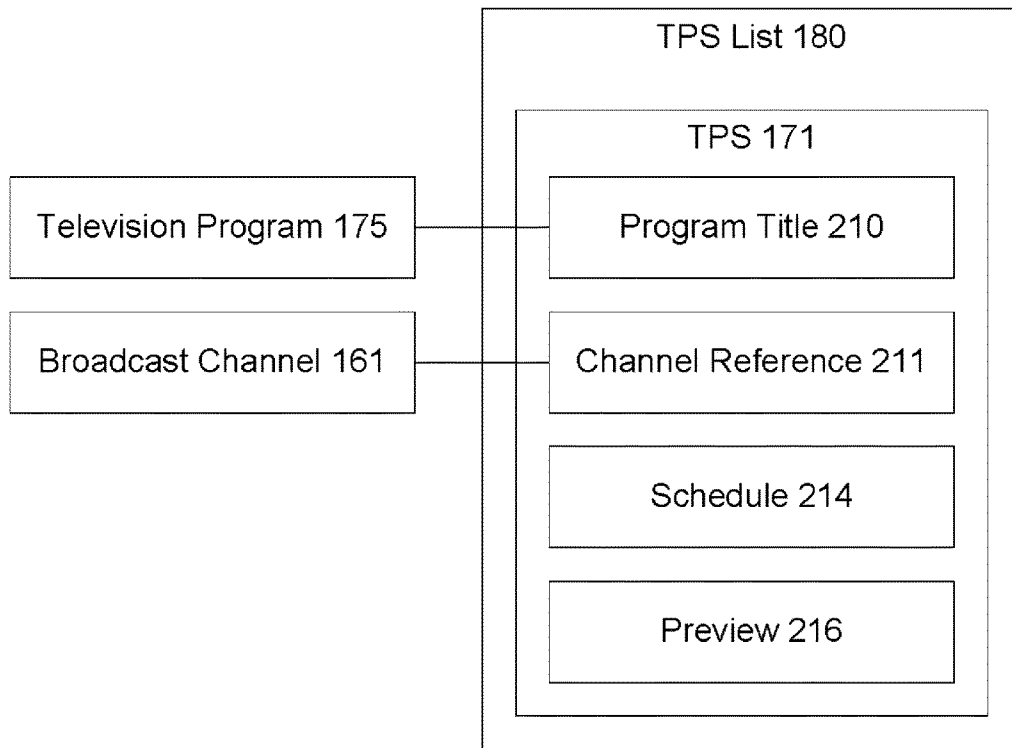 TPS List 180
TPS 171
Television Program 175
Program Title 210
Broadcast Channel 161
Channel Reference 211
Schedule 214
Preview 216